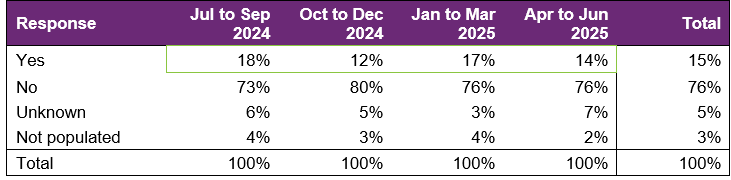 Response Jul to Sep 2024 Oct to Dec 2024 Jan to Mar 2025 Apr to Jun 2025 Total
Yes 18% 12% 17% 14% 15%
No 73% 80% 76% 76% 76%
Unknown 6% 5% 3% 7% 5%
Not populated 4% 3% 4% 2% 3%
Total 100% 100% 100% 100% 100%